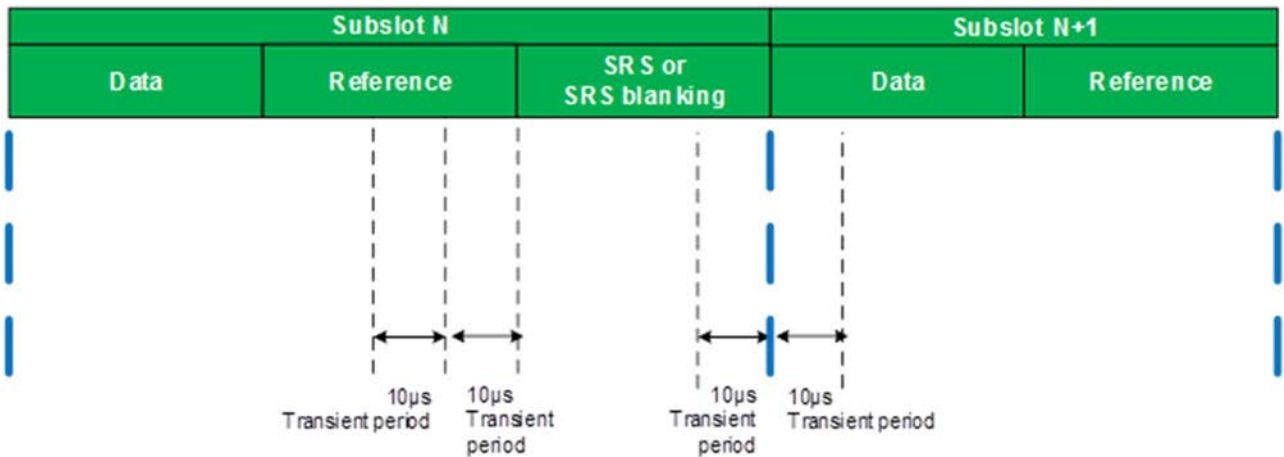 Subslot N
Subslot N+1
Data
Reference
SRS or
SRS blanking
Data
Reference
10µs
Transient period
10µs
Transient
period
10µs
Transient
period
10µs
Transient period